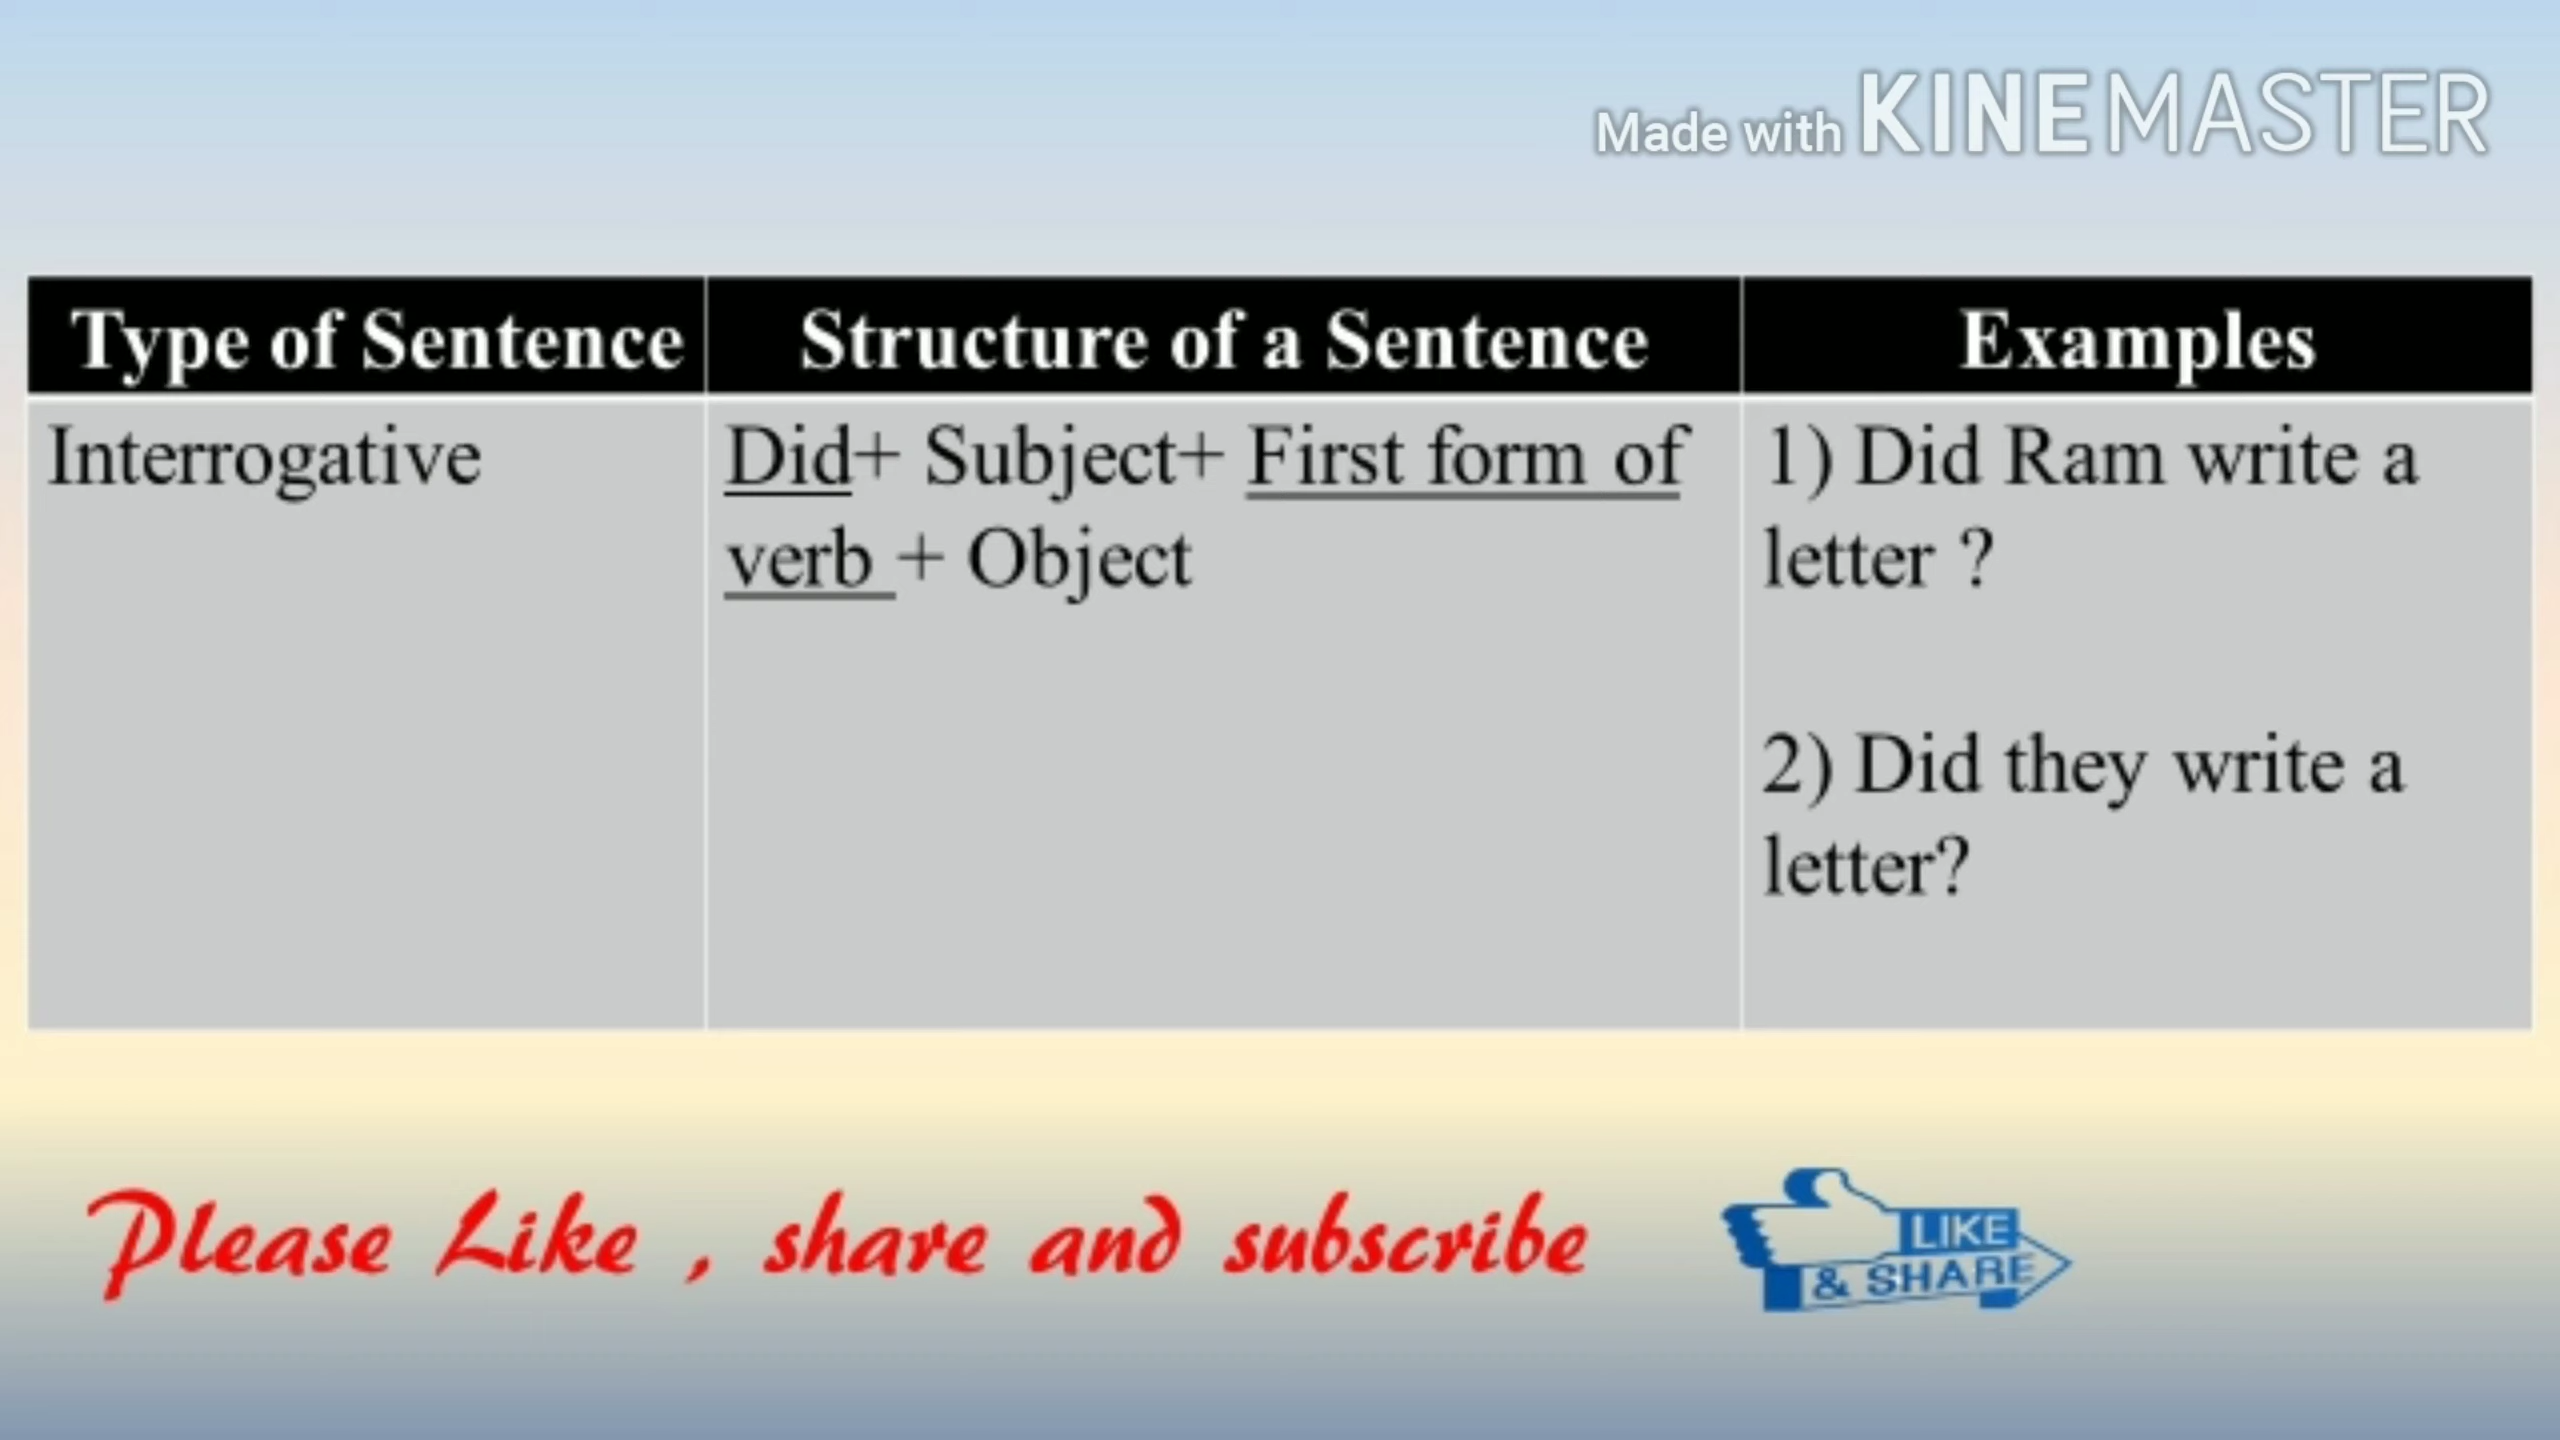 Made with KINEMASTER
Type of Sentence
Structure of a Sentence
Examples
Interrogative
Did+ Subject+ First form of
verb + Object
1) Did Ram write a
letter ?
2) Did they write a
letter?
Please Like , share and subscribe
LIKE
& SHARE